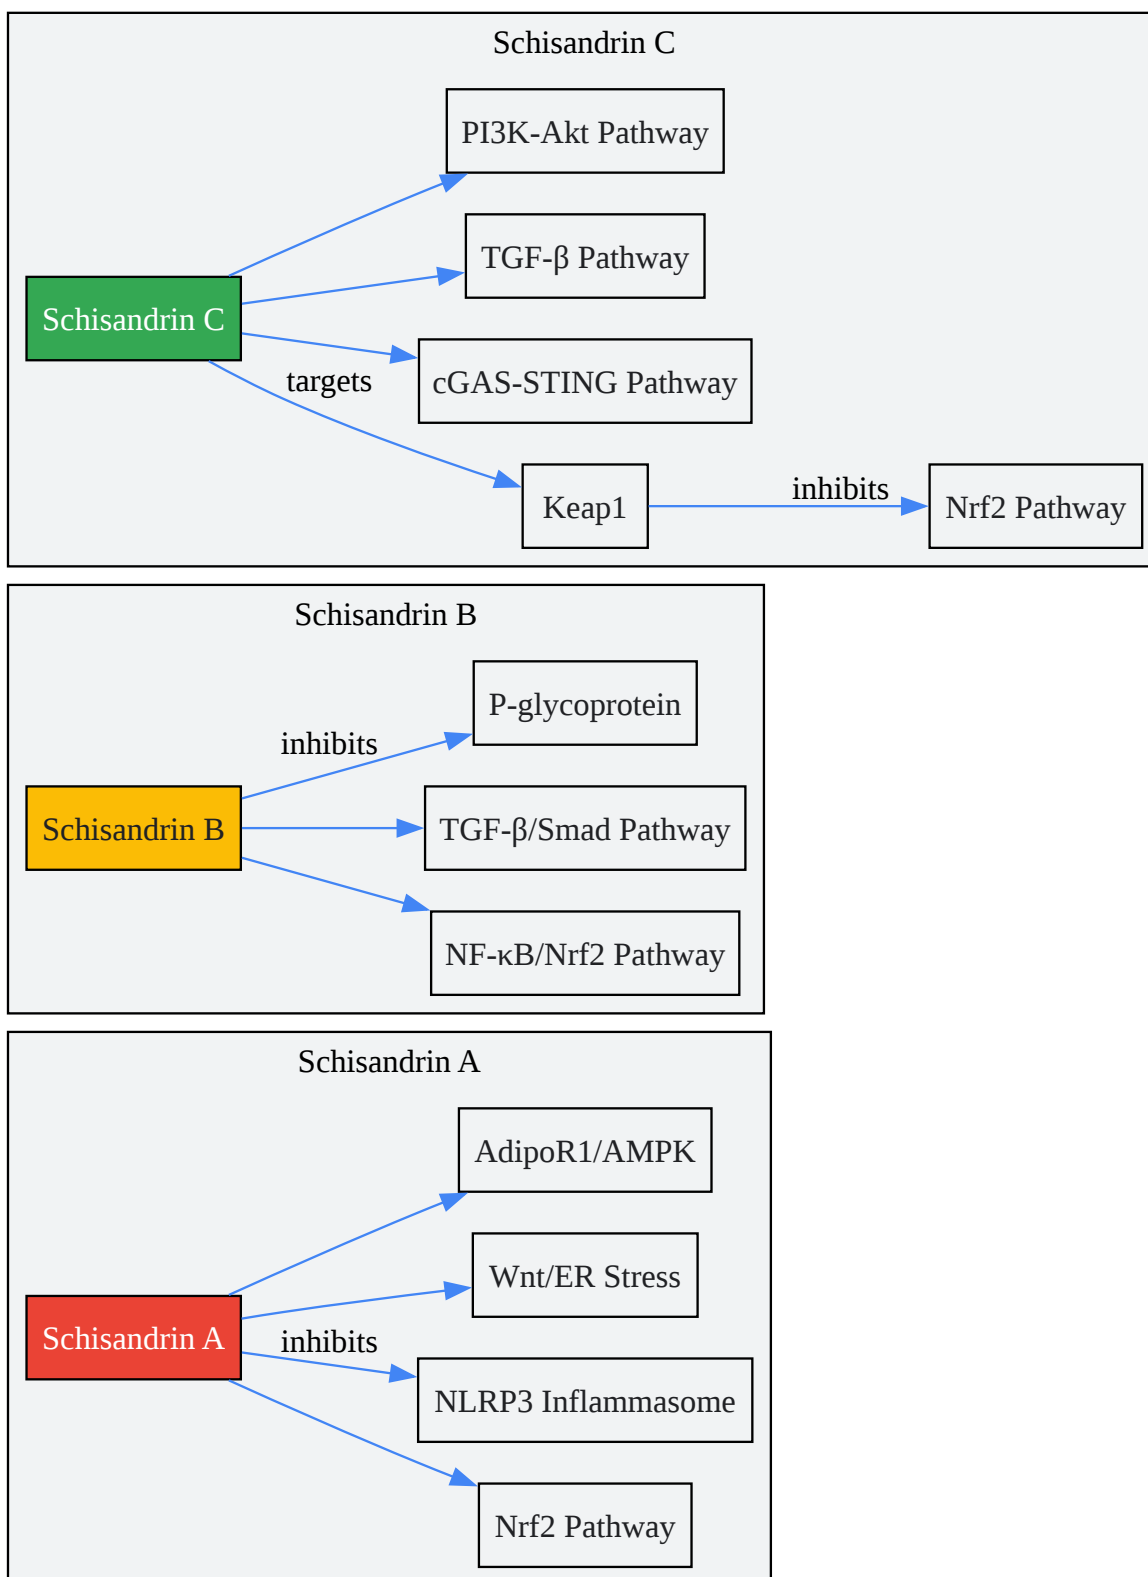 Schisandrin C
PI3K-Akt Pathway
TGF-β Pathway
Schisandrin C
cGAS-STING Pathway
targets
Keap1
inhibits
Nrf2 Pathway
Schisandrin B
P-glycoprotein
inhibits
Schisandrin B
TGF-β/Smad Pathway
NF-κB/Nrf2 Pathway
Schisandrin A
AdipoR1/AMPK
Wnt/ER Stress
Schisandrin A
inhibits
NLRP3 Inflammasome
Nrf2 Pathway